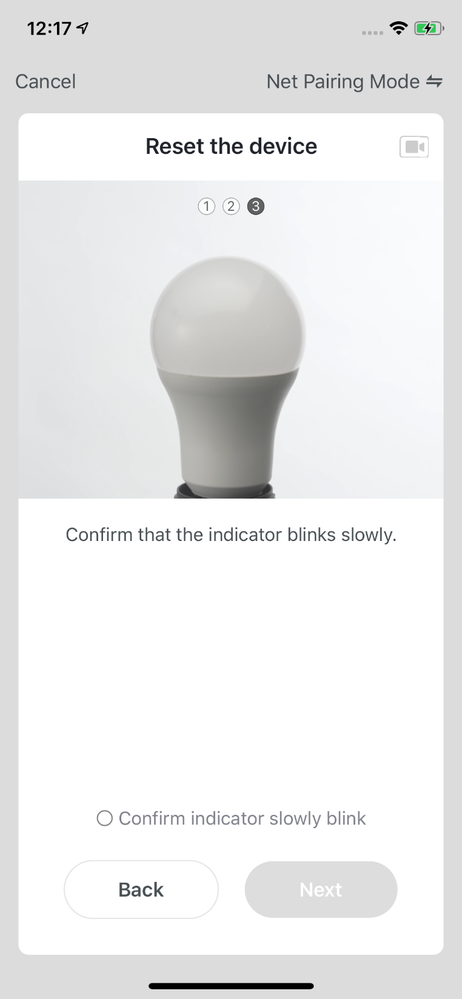 12:17
Cancel
Net Pairing Mode
Reset the device
1 2 3
Confirm that the indicator blinks slowly.
Confirm indicator slowly blink
Back
Next